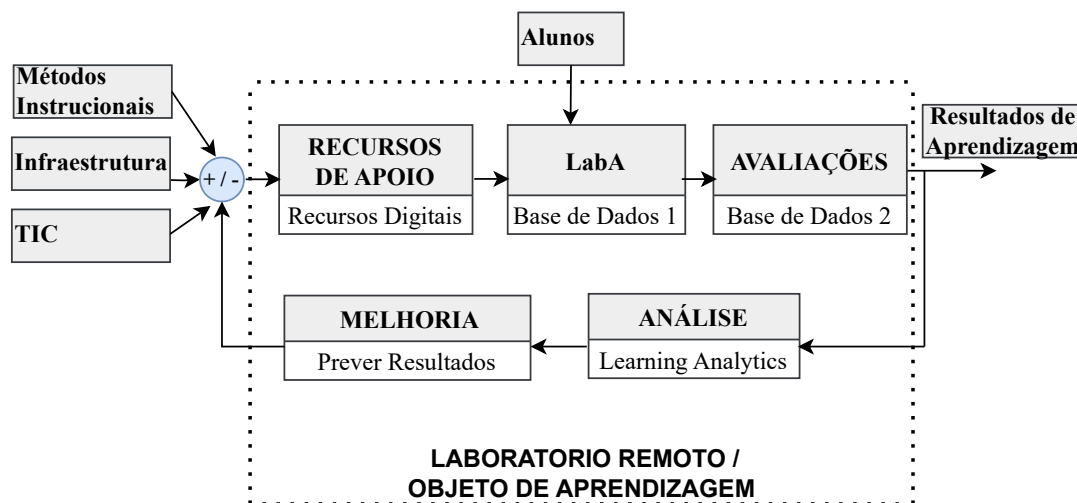 Alunos
Métodos
Instrucionais
Infraestrutura
TIC
+ / -
RECURSOS
DE APOIO
Recursos Digitais
LabA
Base de Dados 1
AVALIAÇÕES
Base de Dados 2
Resultados de
Aprendizagem
MELHORIA
Prever Resultados
ANÁLISE
Learning Analytics
LABORATORIO REMOTO /
OBJETO DE APRENDIZAGEM